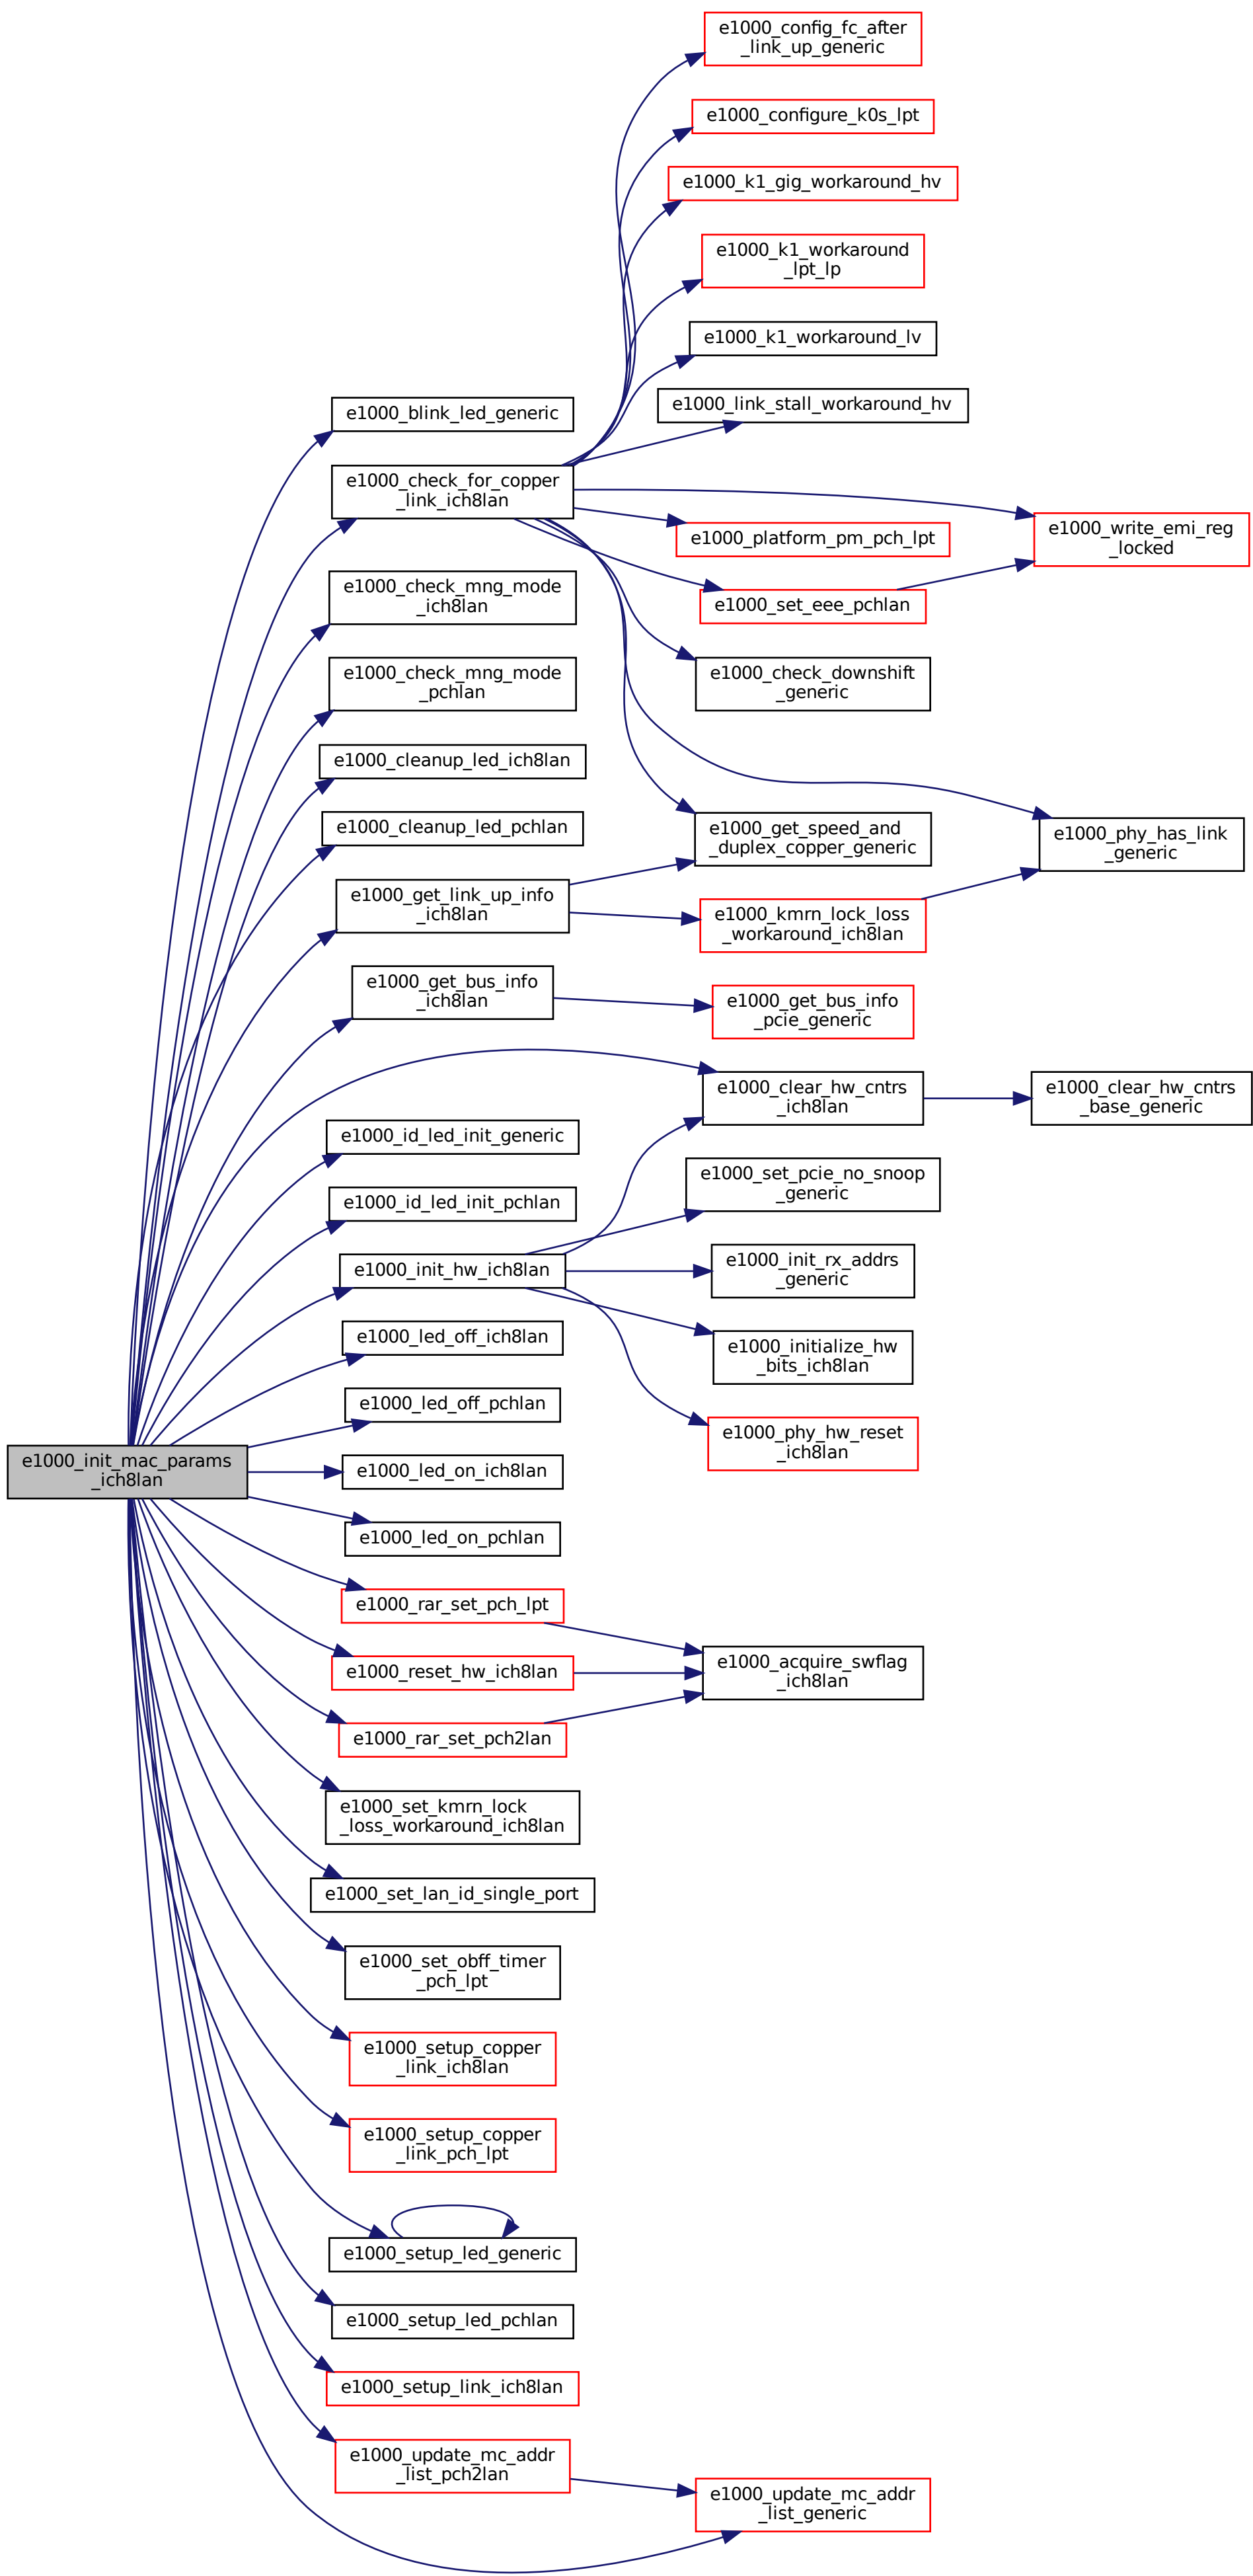 e1000_config_fc_after
_link_up_generic
e1000_configure_k0s_lpt
e1000_k1_gig_workaround_hv
e1000_k1_workaround
_lpt_lp
e1000_k1_workaround_lv
e1000_link_stall_workaround_hv
e1000_blink_led_generic
e1000_check_for_copper
_link_ich8lan
e1000_platform_pm_pch_lpt
e1000_write_emi_reg
_locked
e1000_set_eee_pchlan
e1000_check_mng_mode
_ich8lan
e1000_check_mng_mode
_pchlan
e1000_check_downshift
_generic
e1000_cleanup_led_ich8lan
e1000_cleanup_led_pchlan
e1000_get_speed_and
_duplex_copper_generic
e1000_phy_has_link
_generic
e1000_get_link_up_info
_ich8lan
e1000_kmrn_lock_loss
_workaround_ich8lan
e1000_get_bus_info
_ich8lan
e1000_get_bus_info
_pcie_generic
e1000_clear_hw_cntrs
_ich8lan
e1000_clear_hw_cntrs
_base_generic
e1000_id_led_init_generic
e1000_id_led_init_pchlan
e1000_set_pcie_no_snoop
_generic
e1000_init_hw_ich8lan
e1000_init_rx_addrs
_generic
e1000_led_off_ich8lan
e1000_initialize_hw
_bits_ich8lan
e1000_led_off_pchlan
e1000_phy_hw_reset
_ich8lan
e1000_init_mac_params
_ich8lan
e1000_led_on_ich8lan
e1000_led_on_pchlan
e1000_rar_set_pch_lpt
e1000_reset_hw_ich8lan
e1000_acquire_swflag
_ich8lan
e1000_rar_set_pch2lan
e1000_set_kmrn_lock
_loss_workaround_ich8lan
e1000_set_lan_id_single_port
e1000_set_obff_timer
_pch_lpt
e1000_setup_copper
_link_ich8lan
e1000_setup_copper
_link_pch_lpt
e1000_setup_led_generic
e1000_setup_led_pchlan
e1000_setup_link_ich8lan
e1000_update_mc_addr
_list_pch2lan
e1000_update_mc_addr
_list_generic